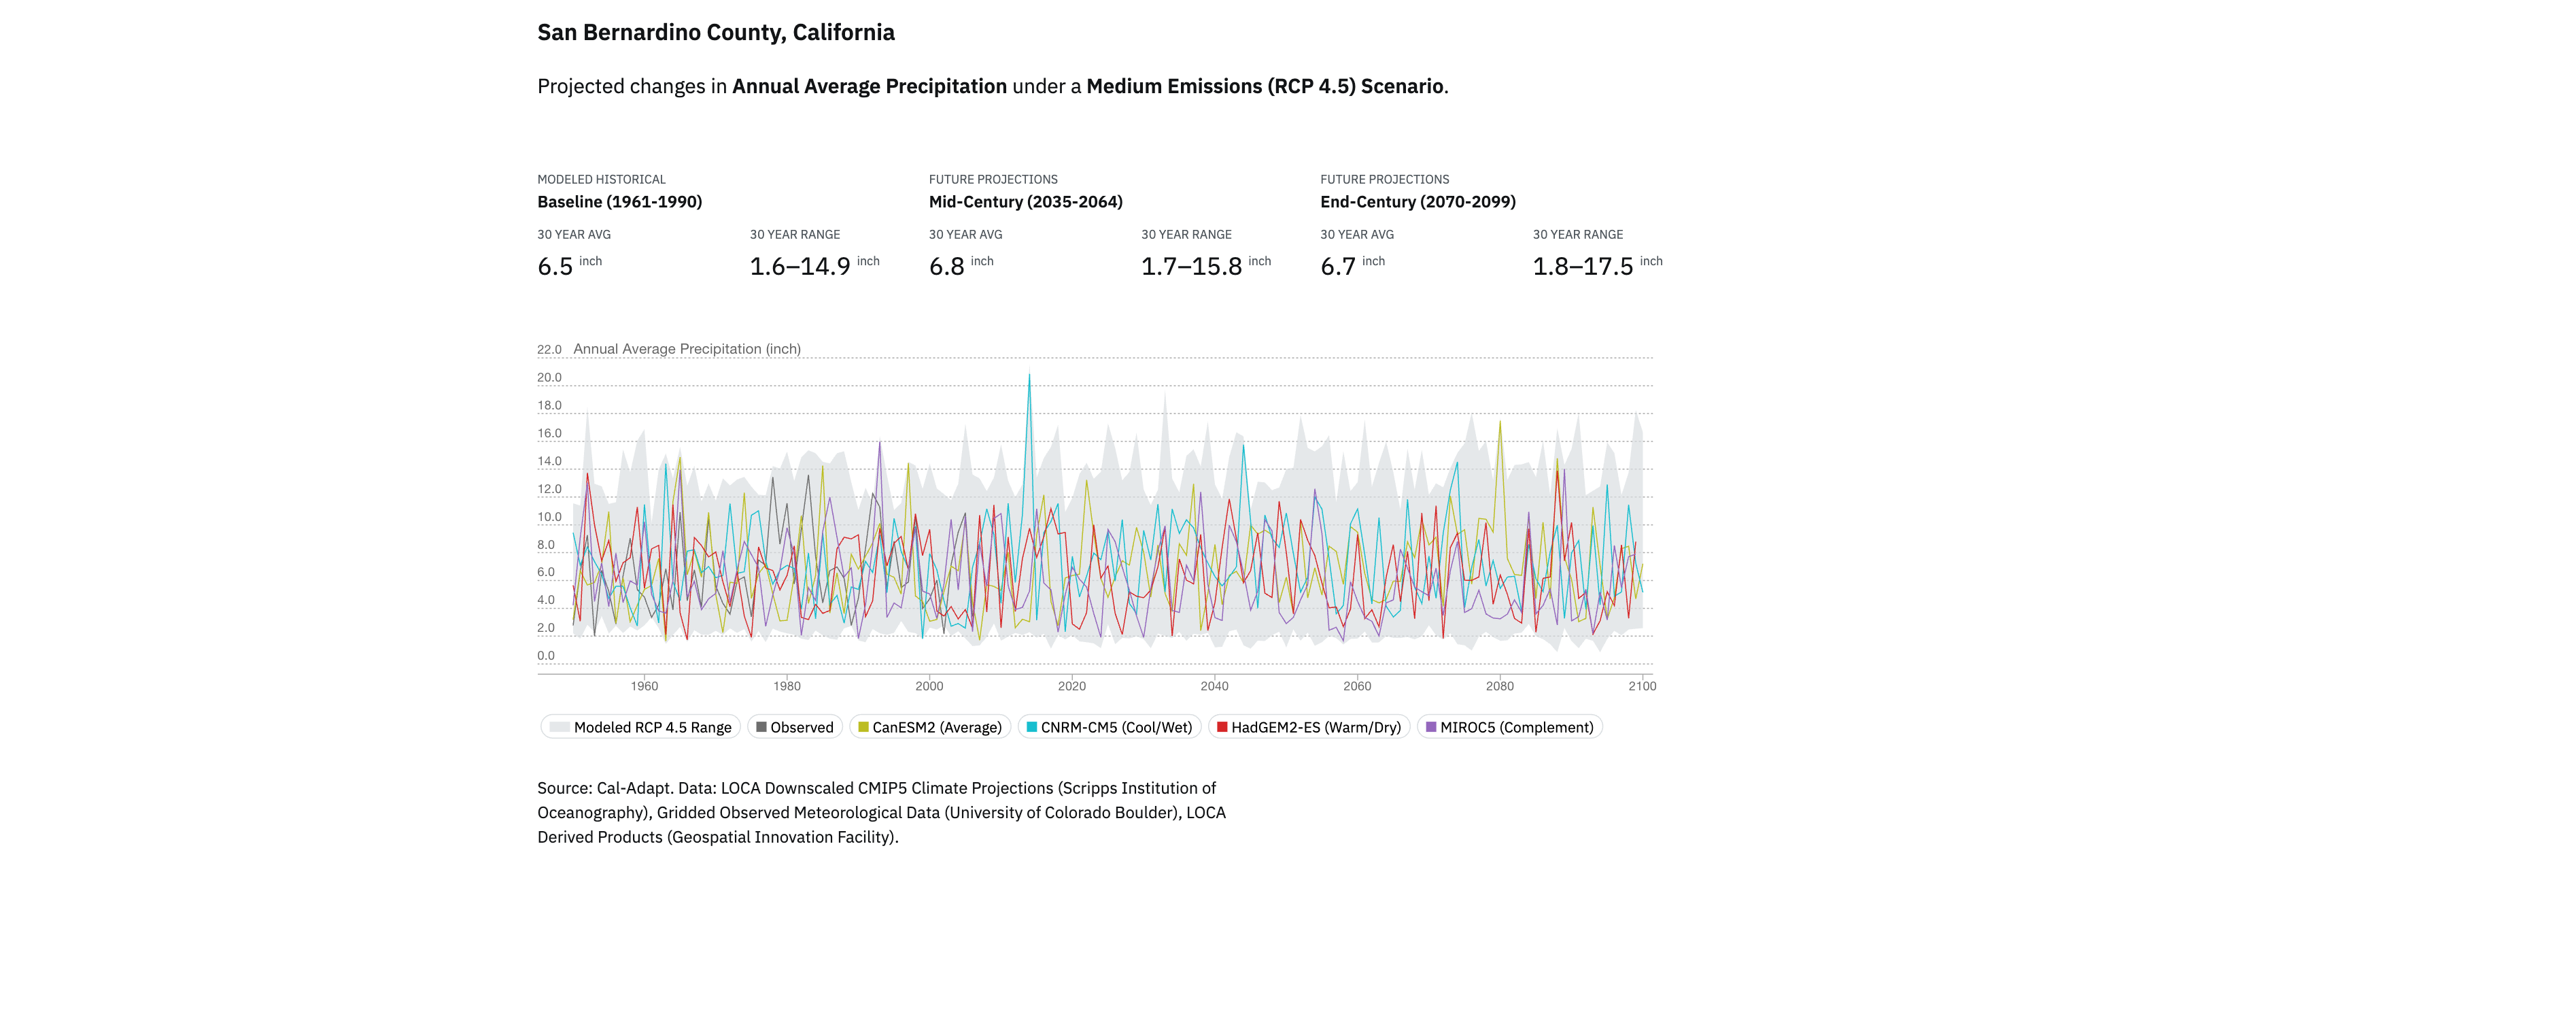 San Bernardino County, California
Projected changes in Annual Average Precipitation under a Medium Emissions (RCP 4.5) Scenario.
MODELED HISTORICAL
Baseline (1961-1990)
30 YEAR AVG
6.5 inch
30 YEAR RANGE
1.6–14.9 inch
FUTURE PROJECTIONS
Mid-Century (2035-2064)
30 YEAR AVG
6.8 inch
30 YEAR RANGE
1.7–15.8 inch
FUTURE PROJECTIONS
End-Century (2070-2099)
30 YEAR AVG
6.7 inch
30 YEAR RANGE
1.8–17.5 inch
22.0 Annual Average Precipitation (inch)
20.0
18.0
16.0
14.0
12.0
10.0
8.0
6.0
4.0
2.0
0.0
1960 1980 2000 2020 2040 2060 2080 2100
Modeled RCP 4.5 Range Observed CanESM2 (Average) CNRM-CM5 (Cool/Wet) HadGEM2-ES (Warm/Dry) MIROC5 (Complement)
Source: Cal-Adapt. Data: LOCA Downscaled CMIP5 Climate Projections (Scripps Institution of
Oceanography), Gridded Observed Meteorological Data (University of Colorado Boulder), LOCA
Derived Products (Geospatial Innovation Facility).